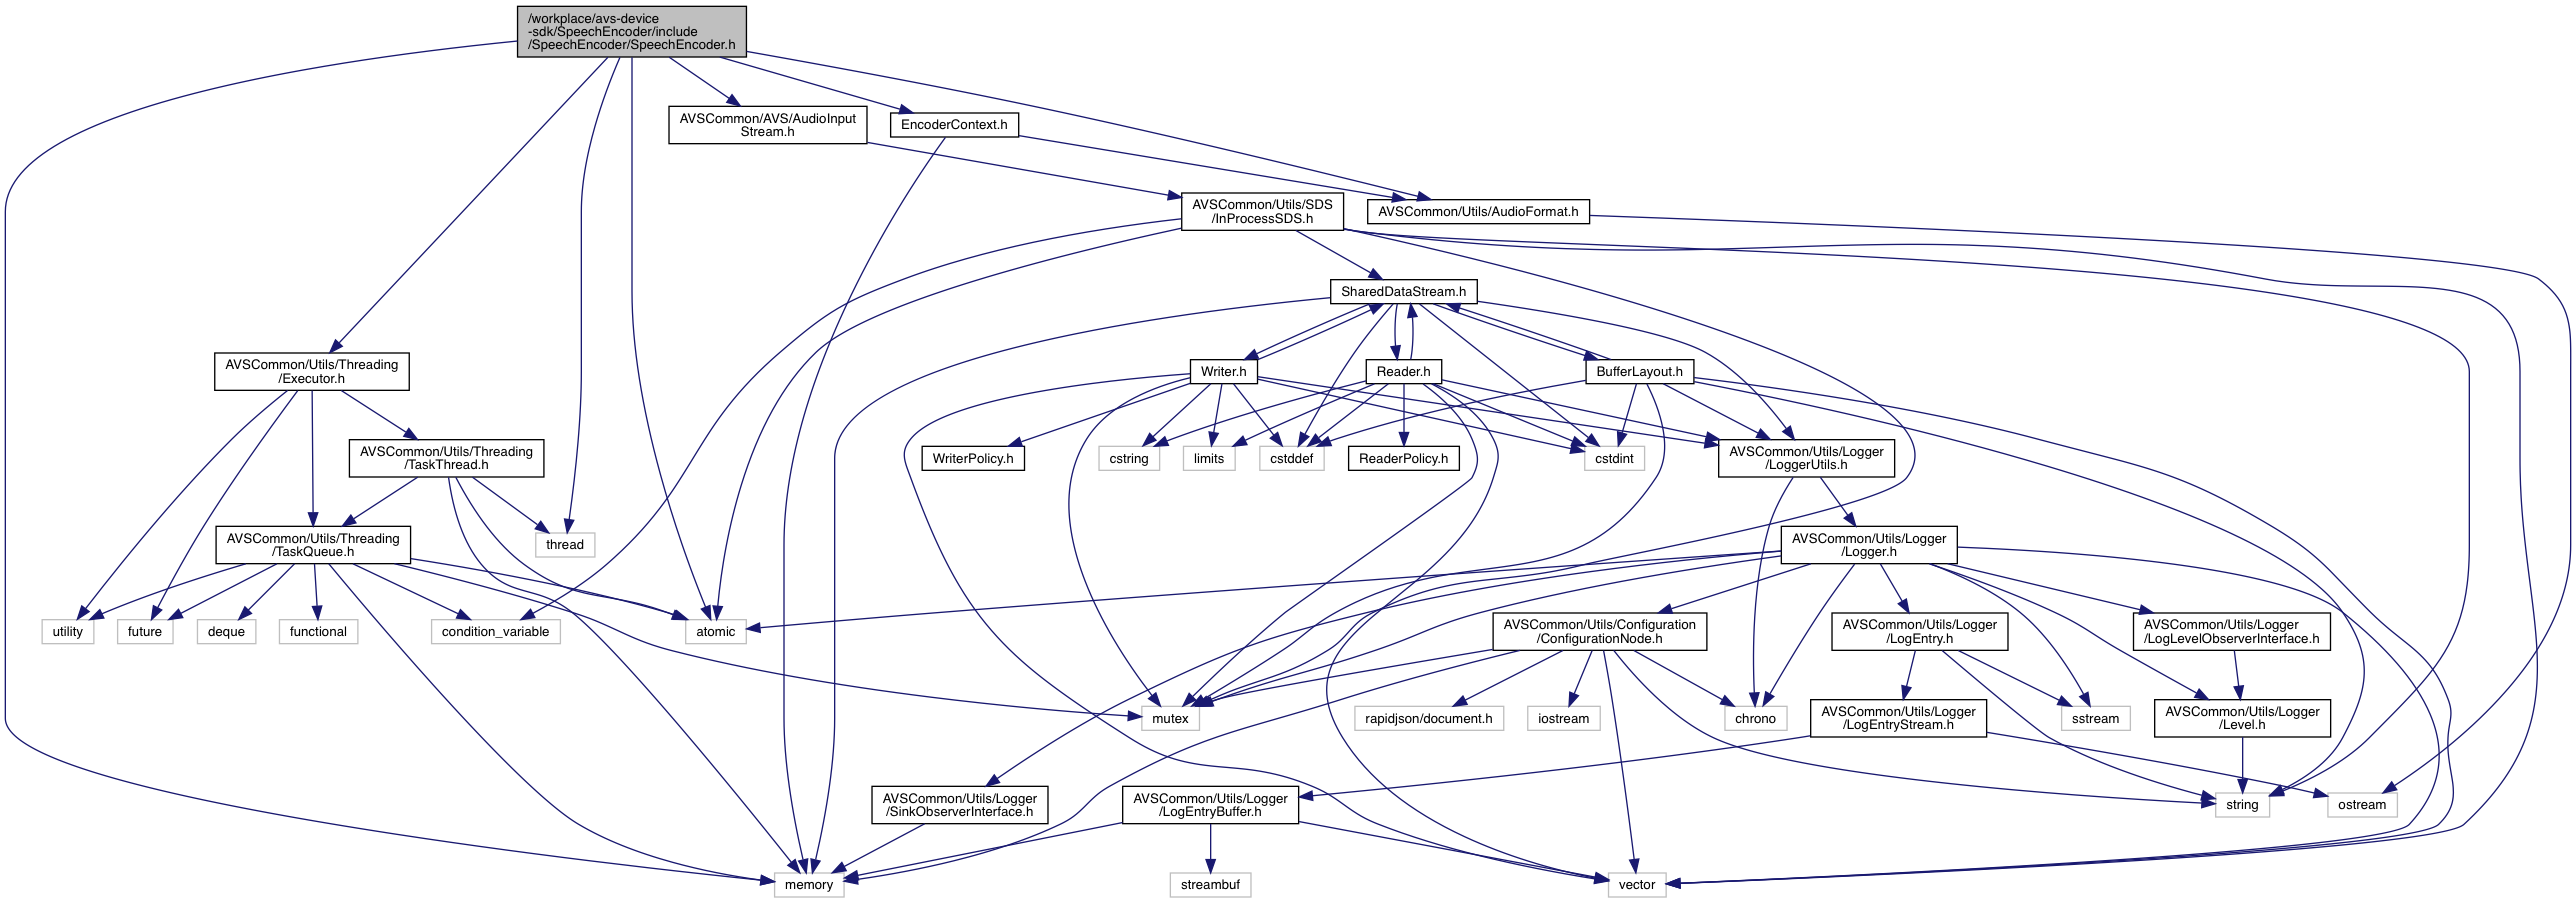 /workplace/avs-device
-sdk/SpeechEncoder/include
/SpeechEncoder/SpeechEncoder.h
AVSCommon/AVS/AudioInput
Stream.h
EncoderContext.h
AVSCommon/Utils/SDS
/InProcessSDS.h
AVSCommon/Utils/AudioFormat.h
SharedDataStream.h
AVSCommon/Utils/Threading
/Executor.h
Writer.h
Reader.h
BufferLayout.h
AVSCommon/Utils/Threading
/TaskThread.h
WriterPolicy.h
cstring
limits
cstddef
ReaderPolicy.h
cstdint
AVSCommon/Utils/Logger
/LoggerUtils.h
AVSCommon/Utils/Threading
/TaskQueue.h
thread
AVSCommon/Utils/Logger
/Logger.h
utility
future
deque
functional
condition_variable
atomic
AVSCommon/Utils/Configuration
/ConfigurationNode.h
AVSCommon/Utils/Logger
/LogEntry.h
AVSCommon/Utils/Logger
/LogLevelObserverInterface.h
mutex
rapidjson/document.h
iostream
chrono
AVSCommon/Utils/Logger
/LogEntryStream.h
sstream
AVSCommon/Utils/Logger
/Level.h
AVSCommon/Utils/Logger
/SinkObserverInterface.h
AVSCommon/Utils/Logger
/LogEntryBuffer.h
string
ostream
memory
streambuf
vector